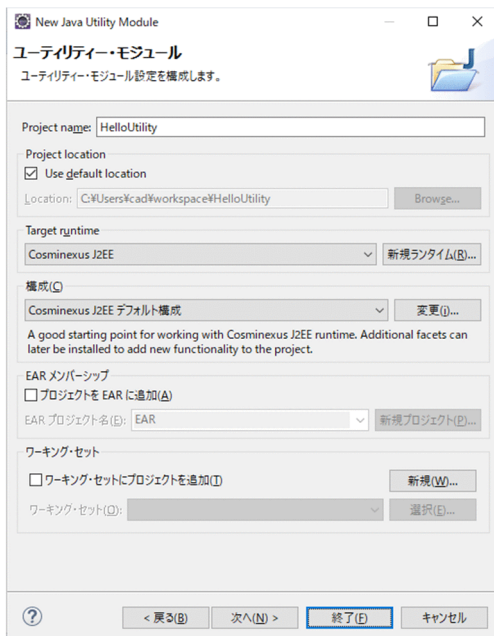 New Java Utility Module
ユーティリティー・モジュール
ユーティリティー・モジュール設定を構成します。
Project name: HelloUtility
Project location
Use default location
Location: C:¥Users¥cad¥workspace¥HelloUtility Browse...
Target runtime
Cosminexus J2EE 新規ランタイム(R)...
構成(C)
Cosminexus J2EE デフォルト構成 変更(i)...
A good starting point for working with Cosminexus J2EE runtime. Additional facets can
later be installed to add new functionality to the project.
EAR メンバーシップ
プロジェクトを EAR に追加(A)
EAR プロジェクト名(E): EAR 新規プロジェクト(P)...
ワーキング・セット
ワーキング・セットにプロジェクトを追加(T) 新規(W)...
ワーキング・セット(O): 選択(E)...
? < 戻る(B) 次へ(N) > 終了(F) キャンセル